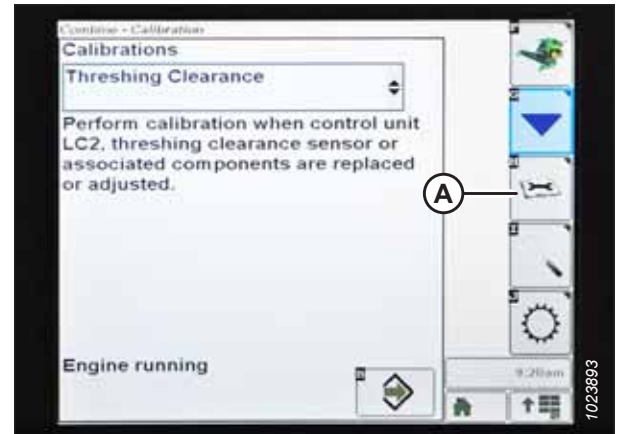 Combine - Calibration
Calibrations
Threshing Clearance
Perform calibration when control unit
LC2, threshing clearance sensor or
associated components are replaced
or adjusted.
A
Engine running
9:20am
1023893